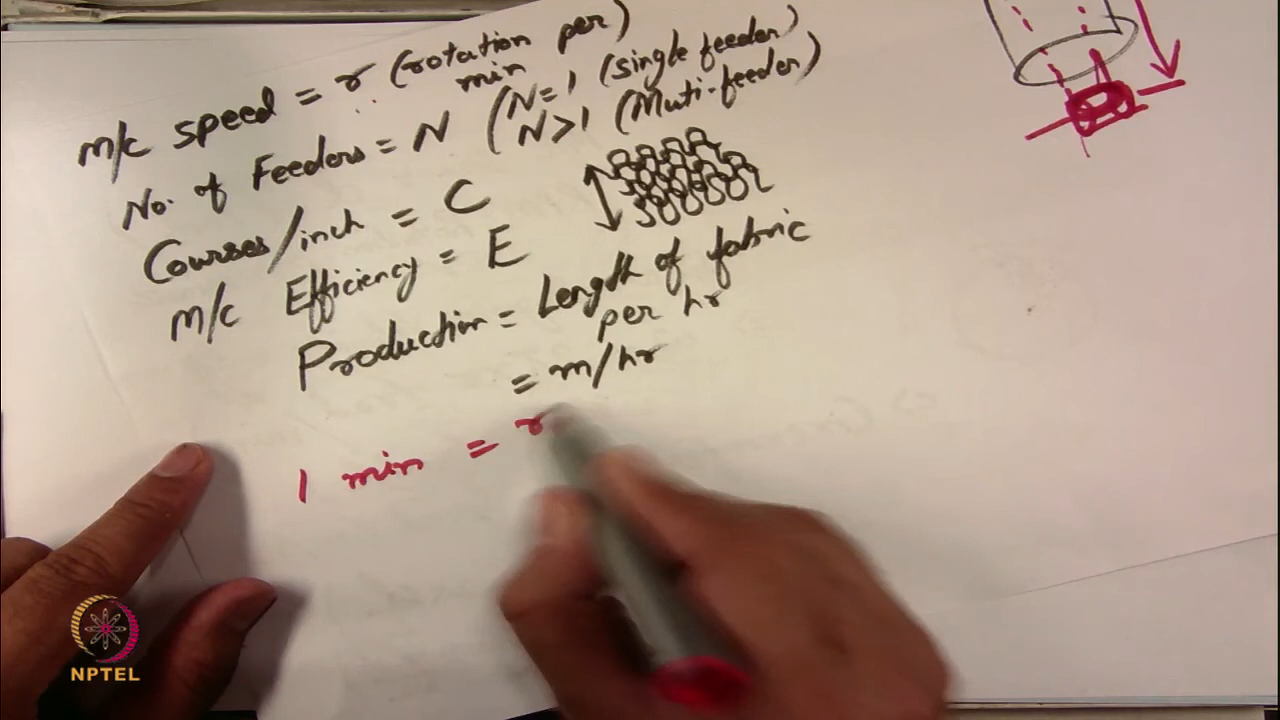 m/c speed = r (rotation per min)
No. of Feeders = N (N=1 (single feeder)
N>1 (Muti-feeder)
Courses/inch = C
m/c Efficiency = E
Production = Length of fabric
per hr
= m/hr
1 min = r
NPTEL